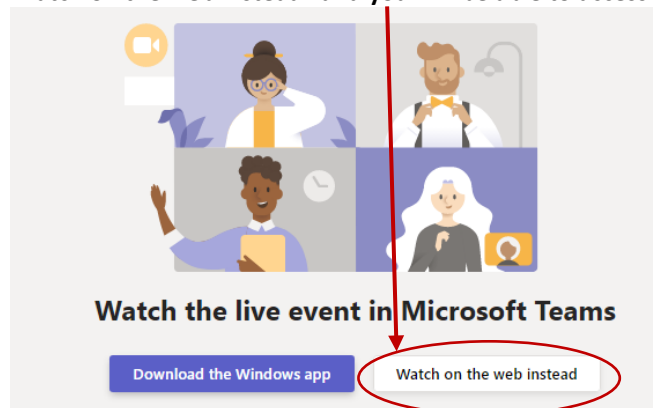 Watch the live event in Microsoft Teams
Download the Windows app
Watch on the web instead